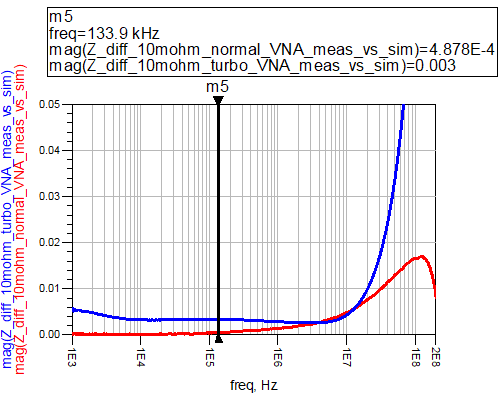 m5
freq=133.9 kHz
mag(Z_diff_10mohm_normal_VNA_meas_vs_sim)=4.878E-4
mag(Z_diff_10mohm_turbo_VNA_meas_vs_sim)=0.003
m5
mag(Z_diff_10mohm_turbo_VNA_meas_vs_sim)
mag(Z_diff_10mohm_normal_VNA_meas_vs_sim)
0.05
0.04
0.03
0.02
0.01
0.00
1E3
1E4
1E5
1E6
1E7
1E8
2E8
freq, Hz